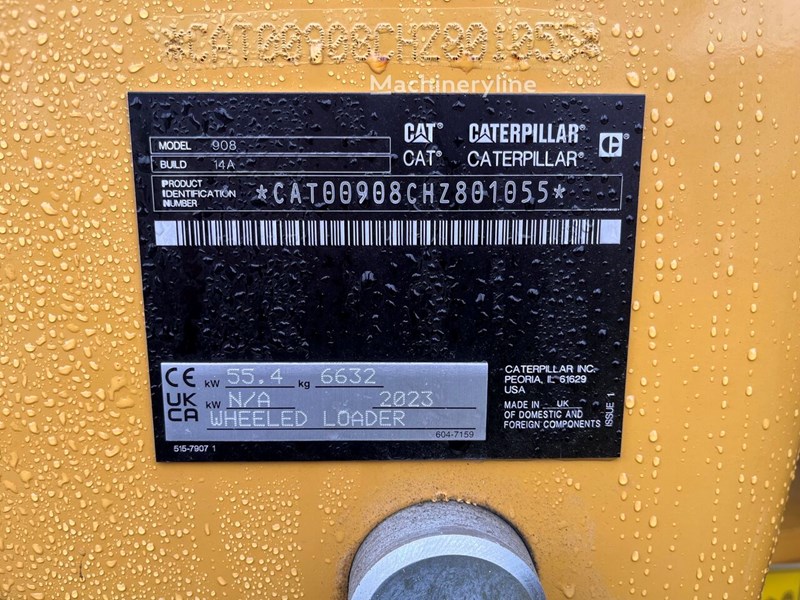 *CAT00908CHZ801055*
Machineryline
MODEL 908
BUILD 14A
CAT® CATERPILLAR®
CAT® CATERPILLAR®
C®
PRODUCT
IDENTIFICATION
NUMBER
*CAT00908CHZ801055*
CE kW 55.4 kg 6632
UK
CA
kW N/A 2023
WHEELED LOADER
604-7159
515-7907 1
CATERPILLAR INC.
PEORIA, IL 61629
USA
MADE IN UK
OF DOMESTIC AND
FOREIGN COMPONENTS
ISSUE 1